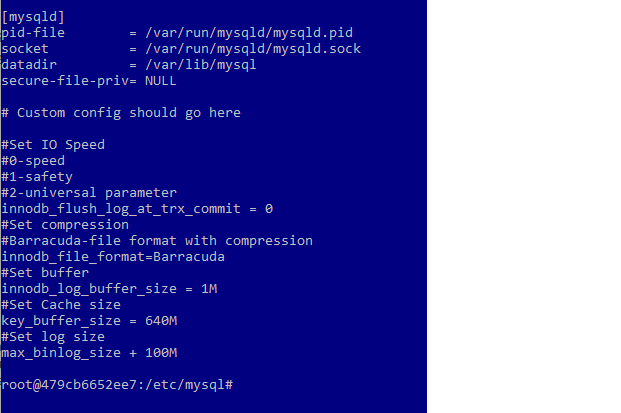 [mysqld]
pid-file        = /var/run/mysqld/mysqld.pid
socket          = /var/run/mysqld/mysqld.sock
datadir         = /var/lib/mysql
secure-file-priv= NULL
# Custom config should go here
#Set IO Speed
#0-speed
#1-safety
#2-universal parameter
innodb_flush_log_at_trx_commit = 0
#Set compression
#Barracuda-file format with compression
innodb_file_format=Barracuda
#Set buffer
innodb_log_buffer_size = 1M
#Set Cache size
key_buffer_size = 640M
#Set log size
max_binlog_size + 100M
root@479cb6652ee7:/etc/mysql#